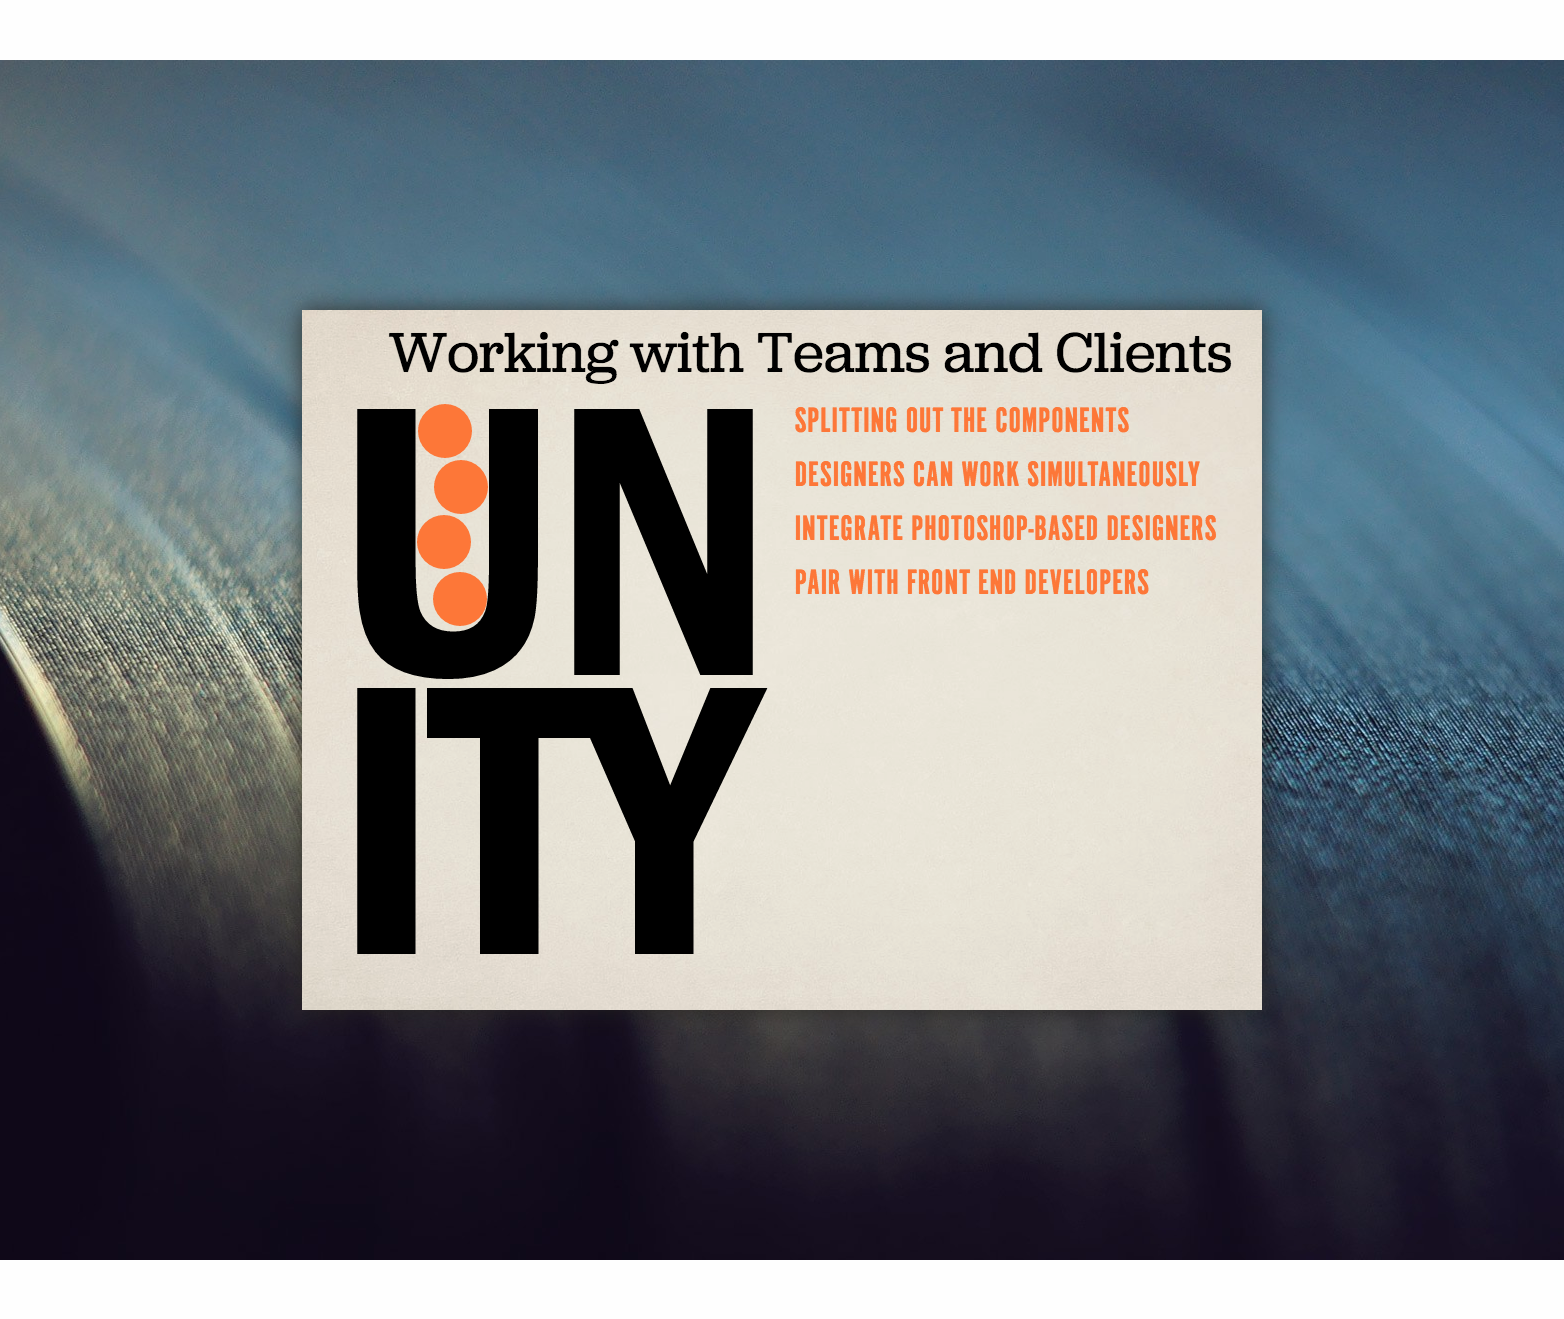 Working with Teams and Clients
UN
ITY
SPLITTING OUT THE COMPONENTS
DESIGNERS CAN WORK SIMULTANEOUSLY
INTEGRATE PHOTOSHOP-BASED DESIGNERS
PAIR WITH FRONT END DEVELOPERS